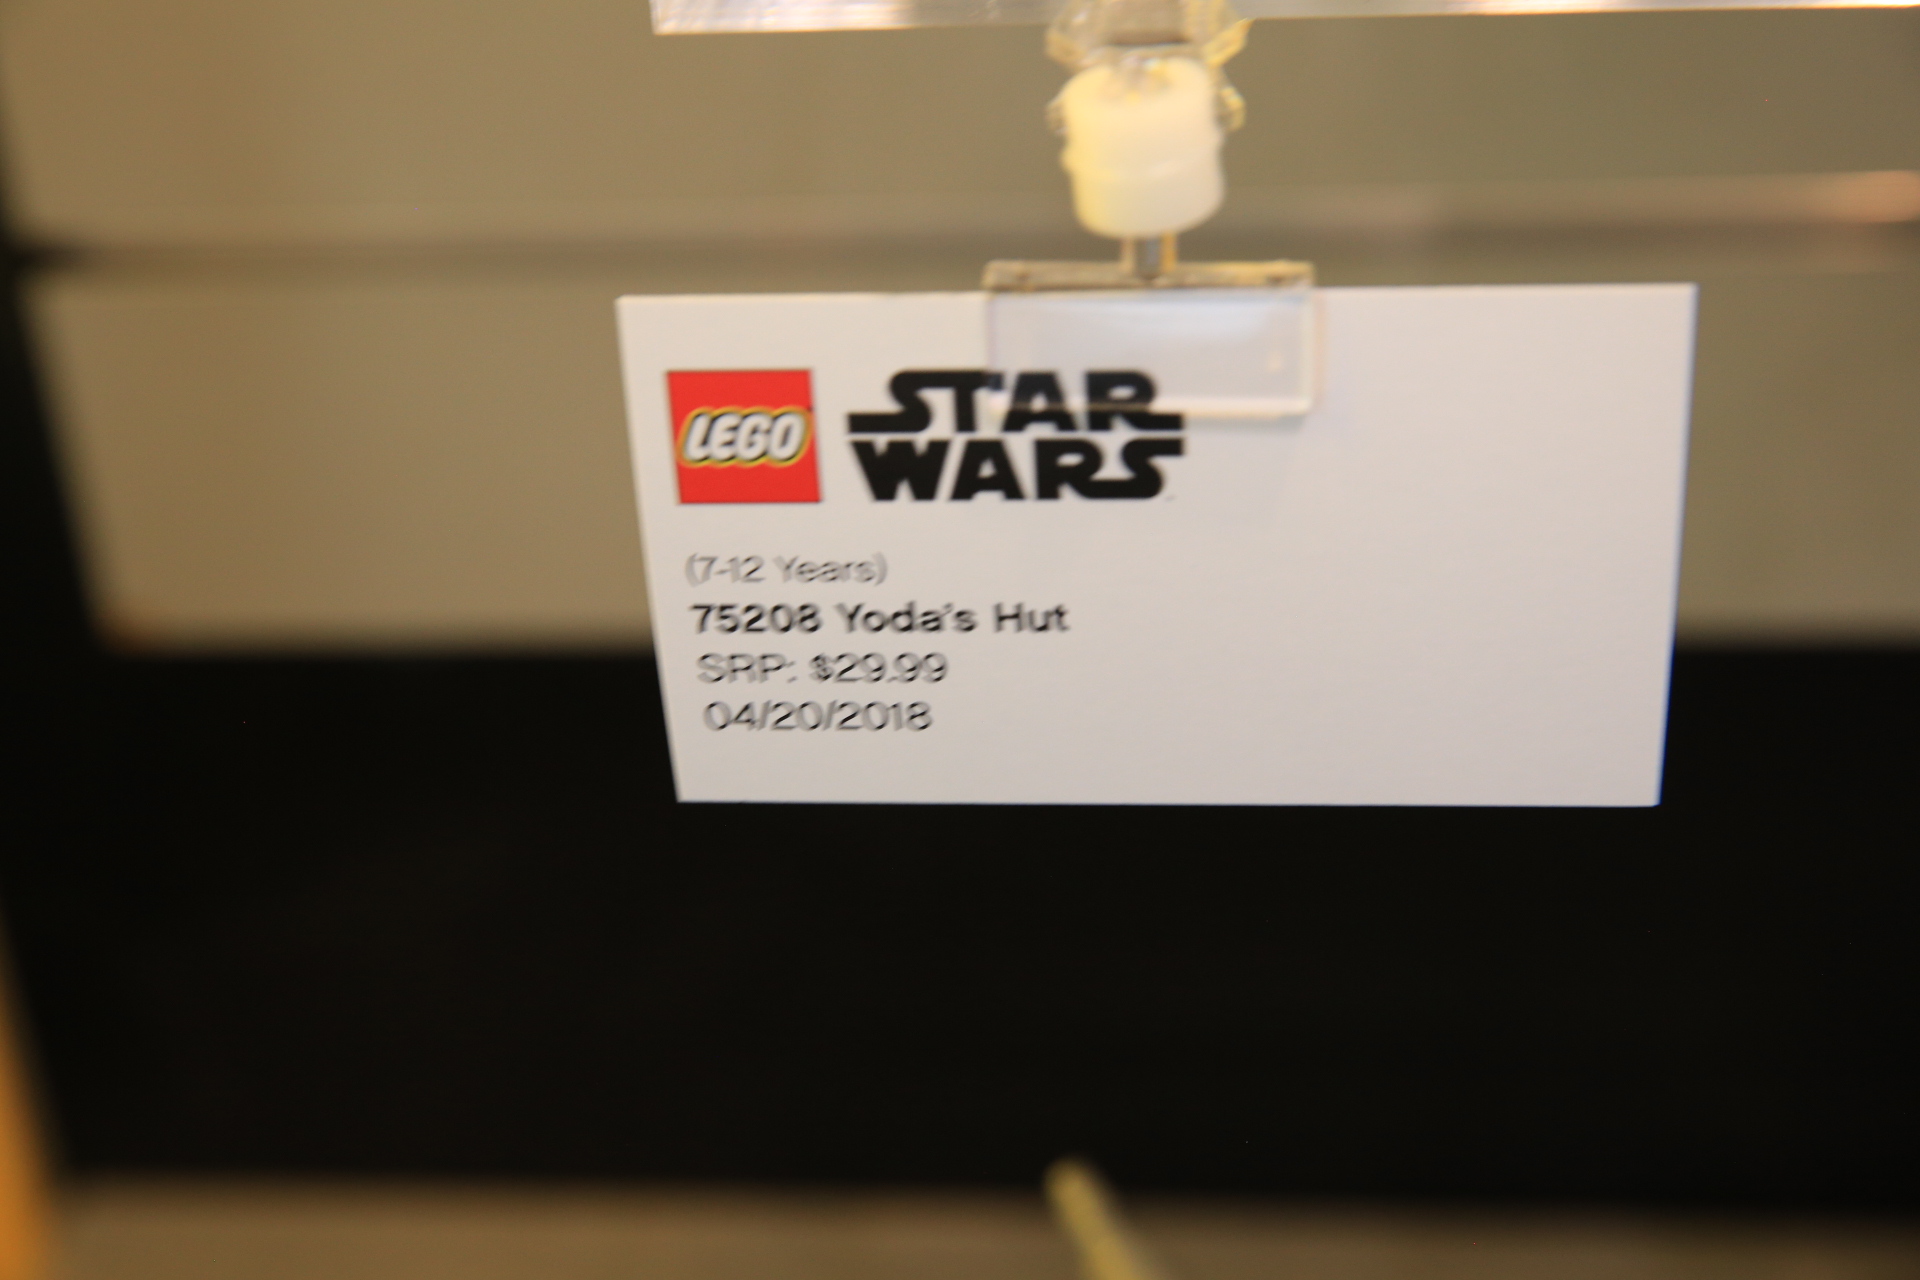 LEGO STAR WARS
(7-12 Years)
75208 Yoda's Hut
SRP: $29.99
04/20/2018